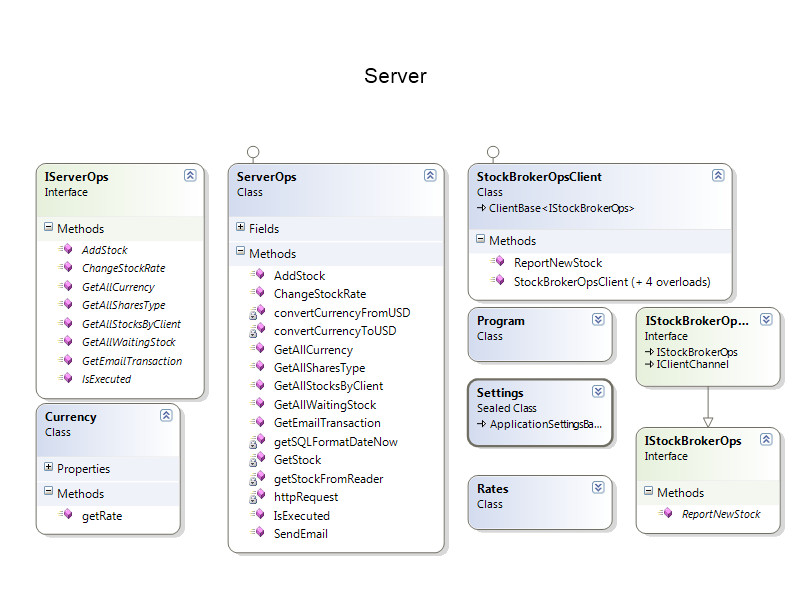 Server
IServerOps
Interface
Methods
AddStock
ChangeStockRate
GetAllCurrency
GetAllSharesType
GetAllStocksByClient
GetAllWaitingStock
GetEmailTransaction
IsExecuted
Currency
Class
Properties
Methods
getRate
ServerOps
Class
Fields
Methods
AddStock
ChangeStockRate
convertCurrencyFromUSD
convertCurrencyToUSD
GetAllCurrency
GetAllSharesType
GetAllStocksByClient
GetAllWaitingStock
GetEmailTransaction
getSQLFormatDateNow
GetStock
getStockFromReader
httpRequest
IsExecuted
SendEmail
StockBrokerOpsClient
Class
ClientBase<IStockBrokerOps>
Methods
ReportNewStock
StockBrokerOpsClient (+ 4 overloads)
Program
Class
Settings
Sealed Class
ApplicationSettingsBa...
Rates
Class
IStockBrokerOp...
Interface
IStockBrokerOps
IClientChannel
IStockBrokerOps
Interface
Methods
ReportNewStock